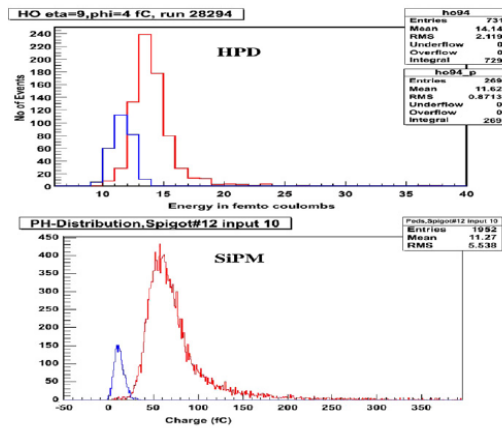 HO eta=9,phi=4 fC, run 28294
ho94
Entries 731
Mean 14.14
RMS 2.119
Underflow 0
Overflow 0
Integral 729
ho94_p
Entries 269
Mean 11.62
RMS 0.8713
Underflow 0
Overflow 0
Integral 269
HPD
No of Events
240
220
200
180
160
140
120
100
80
60
40
20
0
10 15 20 25 30 35 40
Energy in femto coulombs
PH-Distribution,Spigot#12 input 10
Peds,Spigot#12 input 10
Entries 1952
Mean 11.27
RMS 5.538
SiPM
450
400
350
300
250
200
150
100
50
0
-50 0 50 100 150 200 250 300 350
Charge (fC)